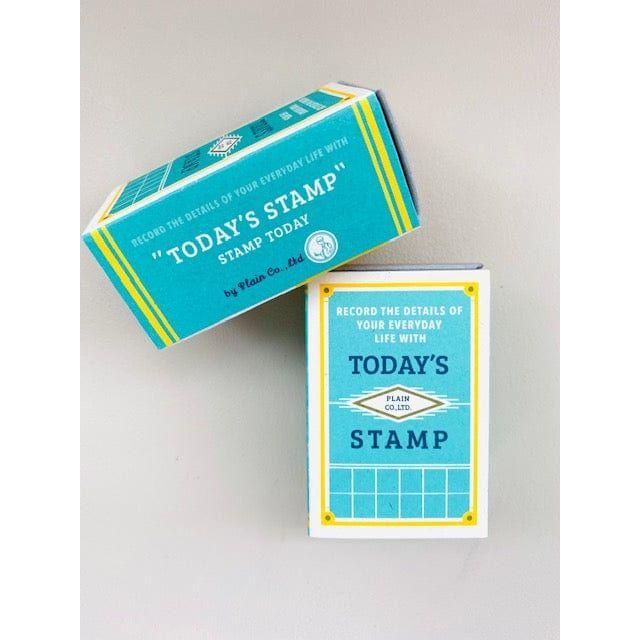 RECORD THE DETAILS OF YOUR EVERYDAY LIFE WITH
"TODAY'S STAMP"
STAMP TODAY
by Plain Co.,Ltd
RECORD THE DETAILS OF
YOUR EVERYDAY
LIFE WITH
TODAY'S
PLAIN
CO.,LTD.
STAMP